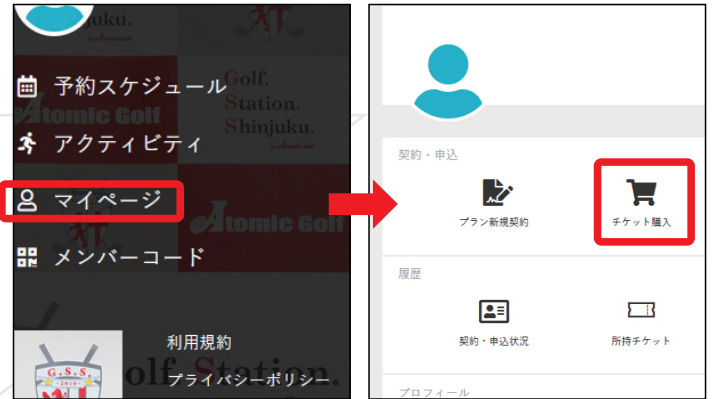 juku.
予約スケジュール
Golf.
Station.
Shinjuku.
Atomic Golf
アクティビティ
マイページ
Atomic Golf
メンバーコード
利用規約
プライバシーポリシー
G.S.S.
-2010-
Golf. Station.
契約・申込
プラン新規契約
チケット購入
履歴
契約・申込状況
所持チケット
プロフィール